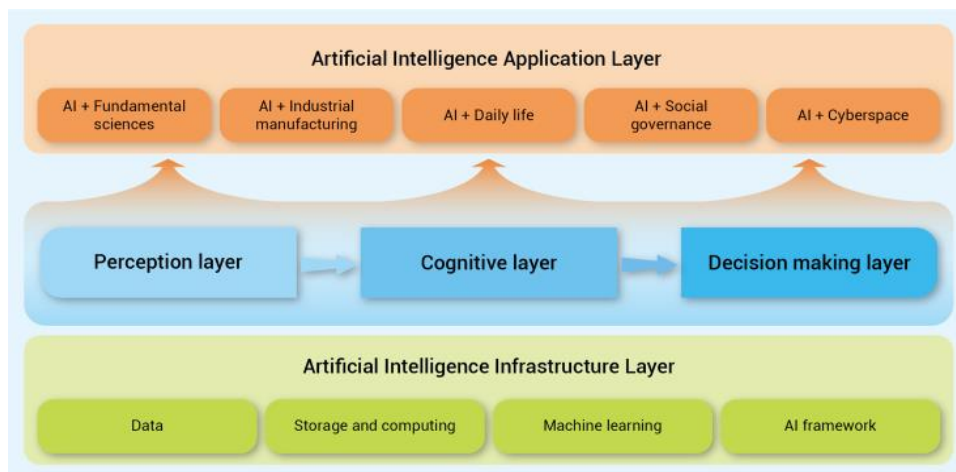 Artificial Intelligence Application Layer
AI + Fundamental
sciences
AI + Industrial
manufacturing
AI + Daily life
AI + Social
governance
AI + Cyberspace
Perception layer
Cognitive layer
Decision making layer
Artificial Intelligence Infrastructure Layer
Data
Storage and computing
Machine learning
AI framework